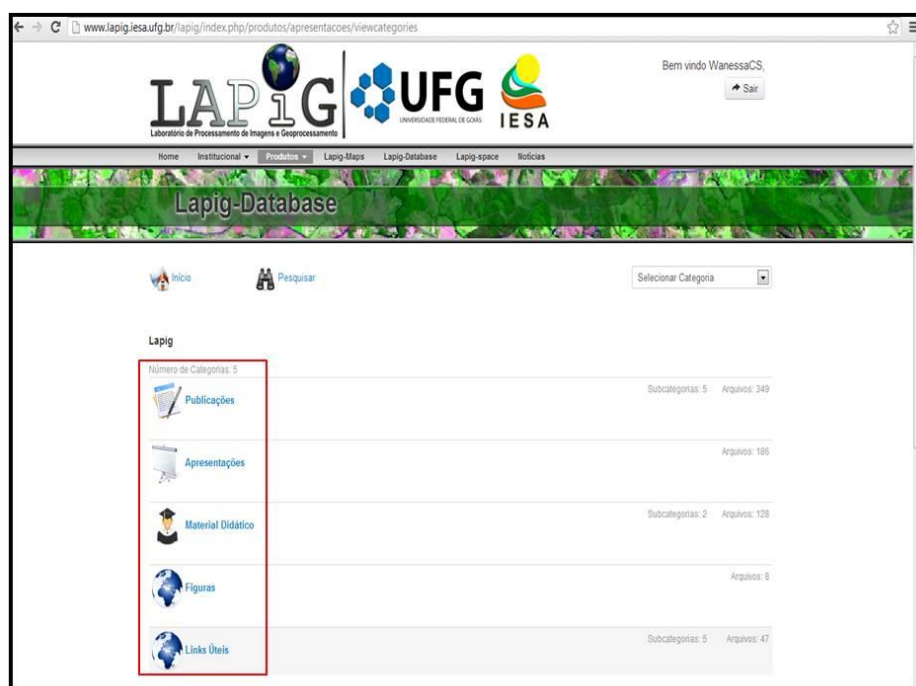 www.lapig.iesa.ufg.br/lapig/index.php/produtos/apresentacoes/viewcategories
Bem vindo WanessaCS,
Sair
LAPiG
Laboratório de Processamento de Imagens e Geoprocessamento
UFG
UNIVERSIDADE FEDERAL DE GOIÁS
IESA
Home Institucional Produtos Lapig-Maps Lapig-Database Lapig-space Notícias
Lapig-Database
Início Pesquisar Selecionar Categoria
Lapig
Número de Categorias: 5
Publicações Subcategorias: 5 Arquivos: 349
Apresentações Arquivos: 186
Material Didático Subcategorias: 2 Arquivos: 128
Figuras Arquivos: 8
Links Úteis Subcategorias: 5 Arquivos: 47